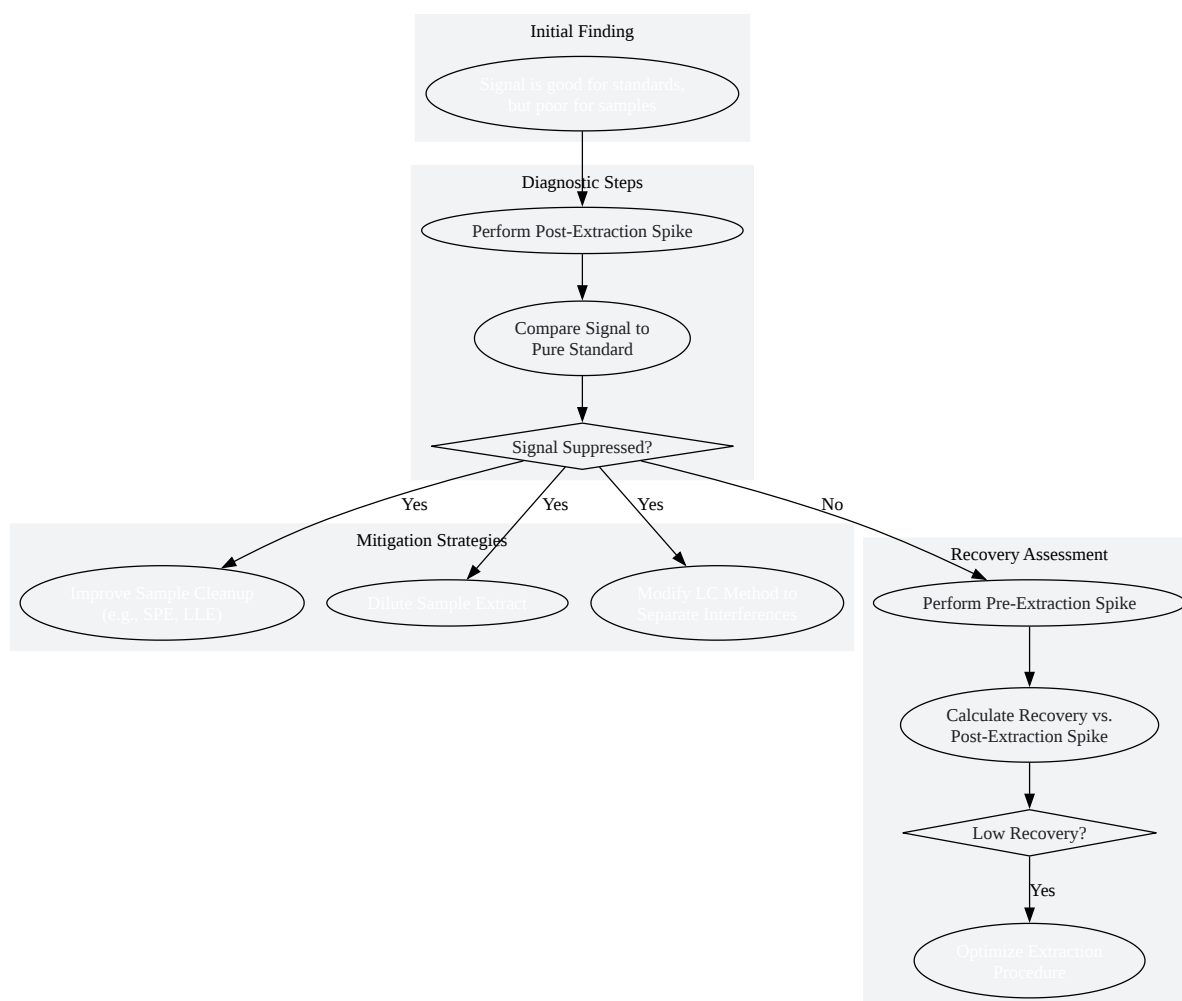 Initial Finding
Signal is good for standards,
but poor for samples
Diagnostic Steps
Perform Post-Extraction Spike
Compare Signal to
Pure Standard
Signal Suppressed?
Yes
Yes
Yes
No
Mitigation Strategies
Improve Sample Cleanup
(e.g., SPE, LLE)
Dilute Sample Extract
Modify LC Method to
Separate Interferences
Recovery Assessment
Perform Pre-Extraction Spike
Calculate Recovery vs.
Post-Extraction Spike
Low Recovery?
Yes
Optimize Extraction
Procedure